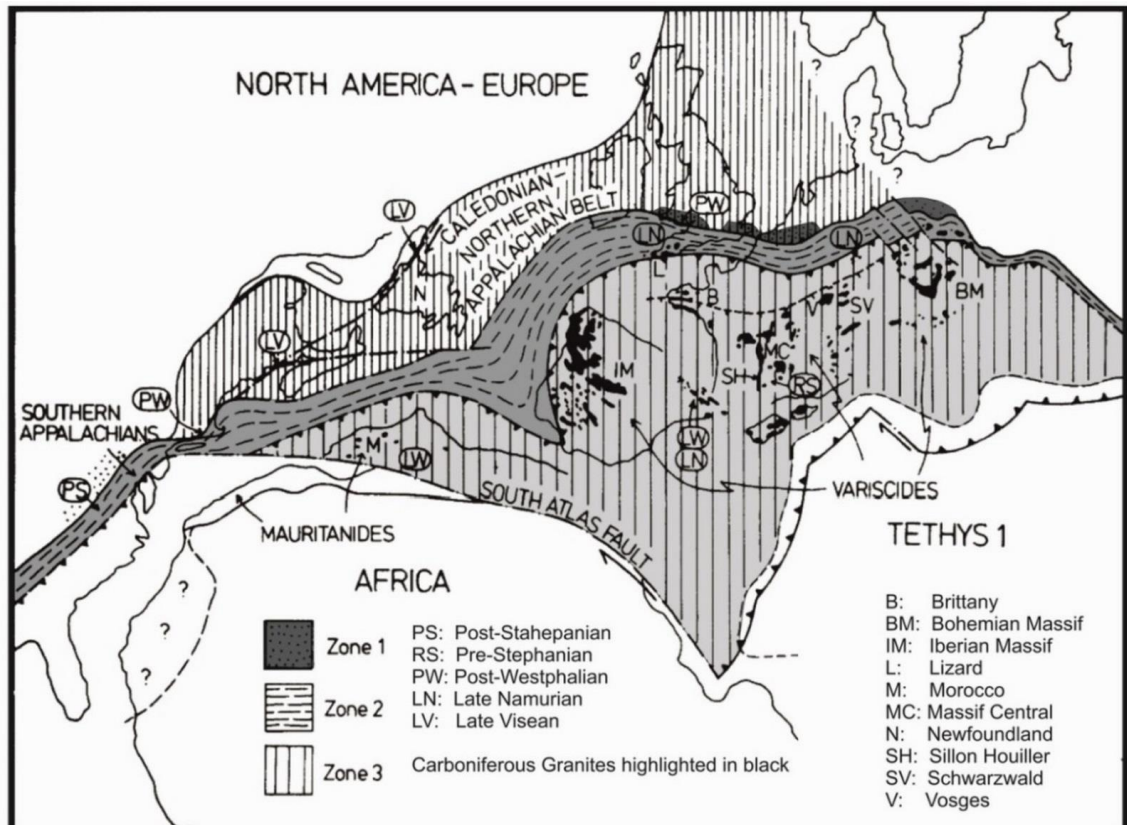 NORTH AMERICA - EUROPE
CALEDONIAN-
NORTHERN
APPALACHIAN BELT
LV
N
LV
PW
SOUTHERN
APPALACHIANS
PS
PW
LN
LN
L
B
V
SV
BM
IM
SH
MC
RS
LW
LN
M
LW
SOUTH ATLAS FAULT
VARISCIDES
MAURITANIDES
TETHYS 1
AFRICA
?
?
?
?
?
?
Zone 1
Zone 2
Zone 3
PS: Post-Stahepanian
RS: Pre-Stephanian
PW: Post-Westphalian
LN: Late Namurian
LV: Late Visean
Carboniferous Granites highlighted in black
B: Brittany
BM: Bohemian Massif
IM: Iberian Massif
L: Lizard
M: Morocco
MC: Massif Central
N: Newfoundland
SH: Sillon Houiller
SV: Schwarzwald
V: Vosges